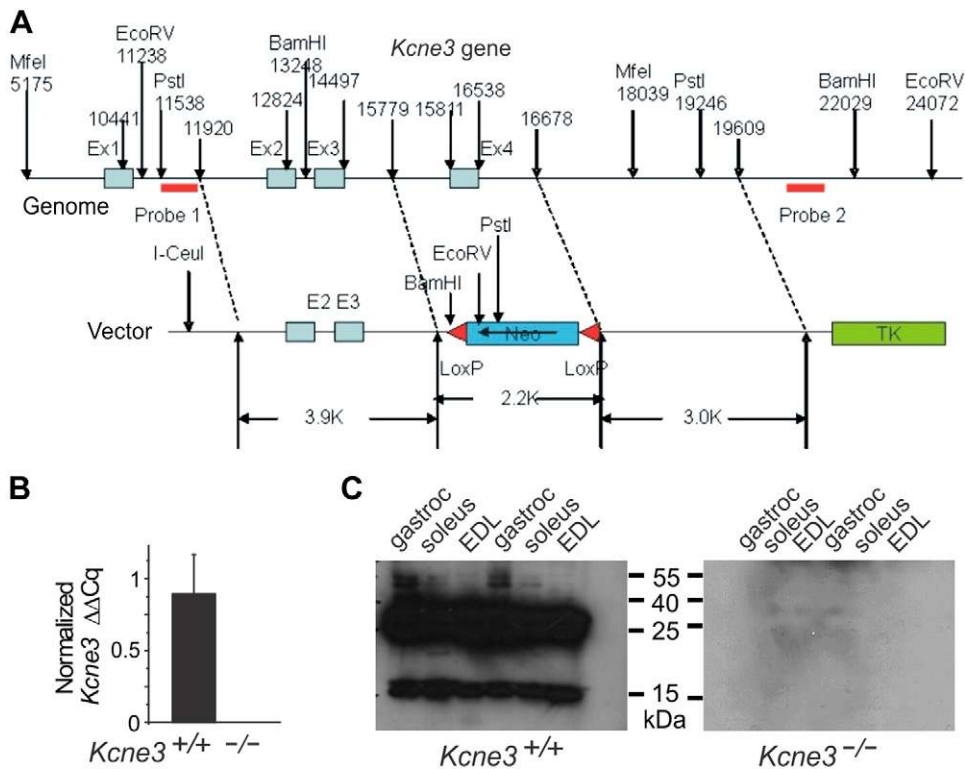 A
Kcne3 gene
MfeI
5175
EcoRV
11238
10441
Ex1
PstI
11538
11920
BamHI
13248
12824
14497
Ex2
Ex3
15779
15811
16538
Ex4
16678
MfeI
18039
PstI
19246
19609
BamHI
22029
EcoRV
24072
Genome
Probe 1
Probe 2
I-CeuI
E2 E3
BamHI
EcoRV
PstI
Vector
Neo
TK
LoxP
LoxP
3.9K
2.2K
3.0K
B
Normalized
Kcne3 ΔΔCq
1
0.5
0
Kcne3 +/+ −/−
C
gastroc
soleus
EDL
gastroc
soleus
EDL
gastroc
soleus
EDL
gastroc
soleus
EDL
55
40
25
15
kDa
Kcne3 +/+
Kcne3 −/−